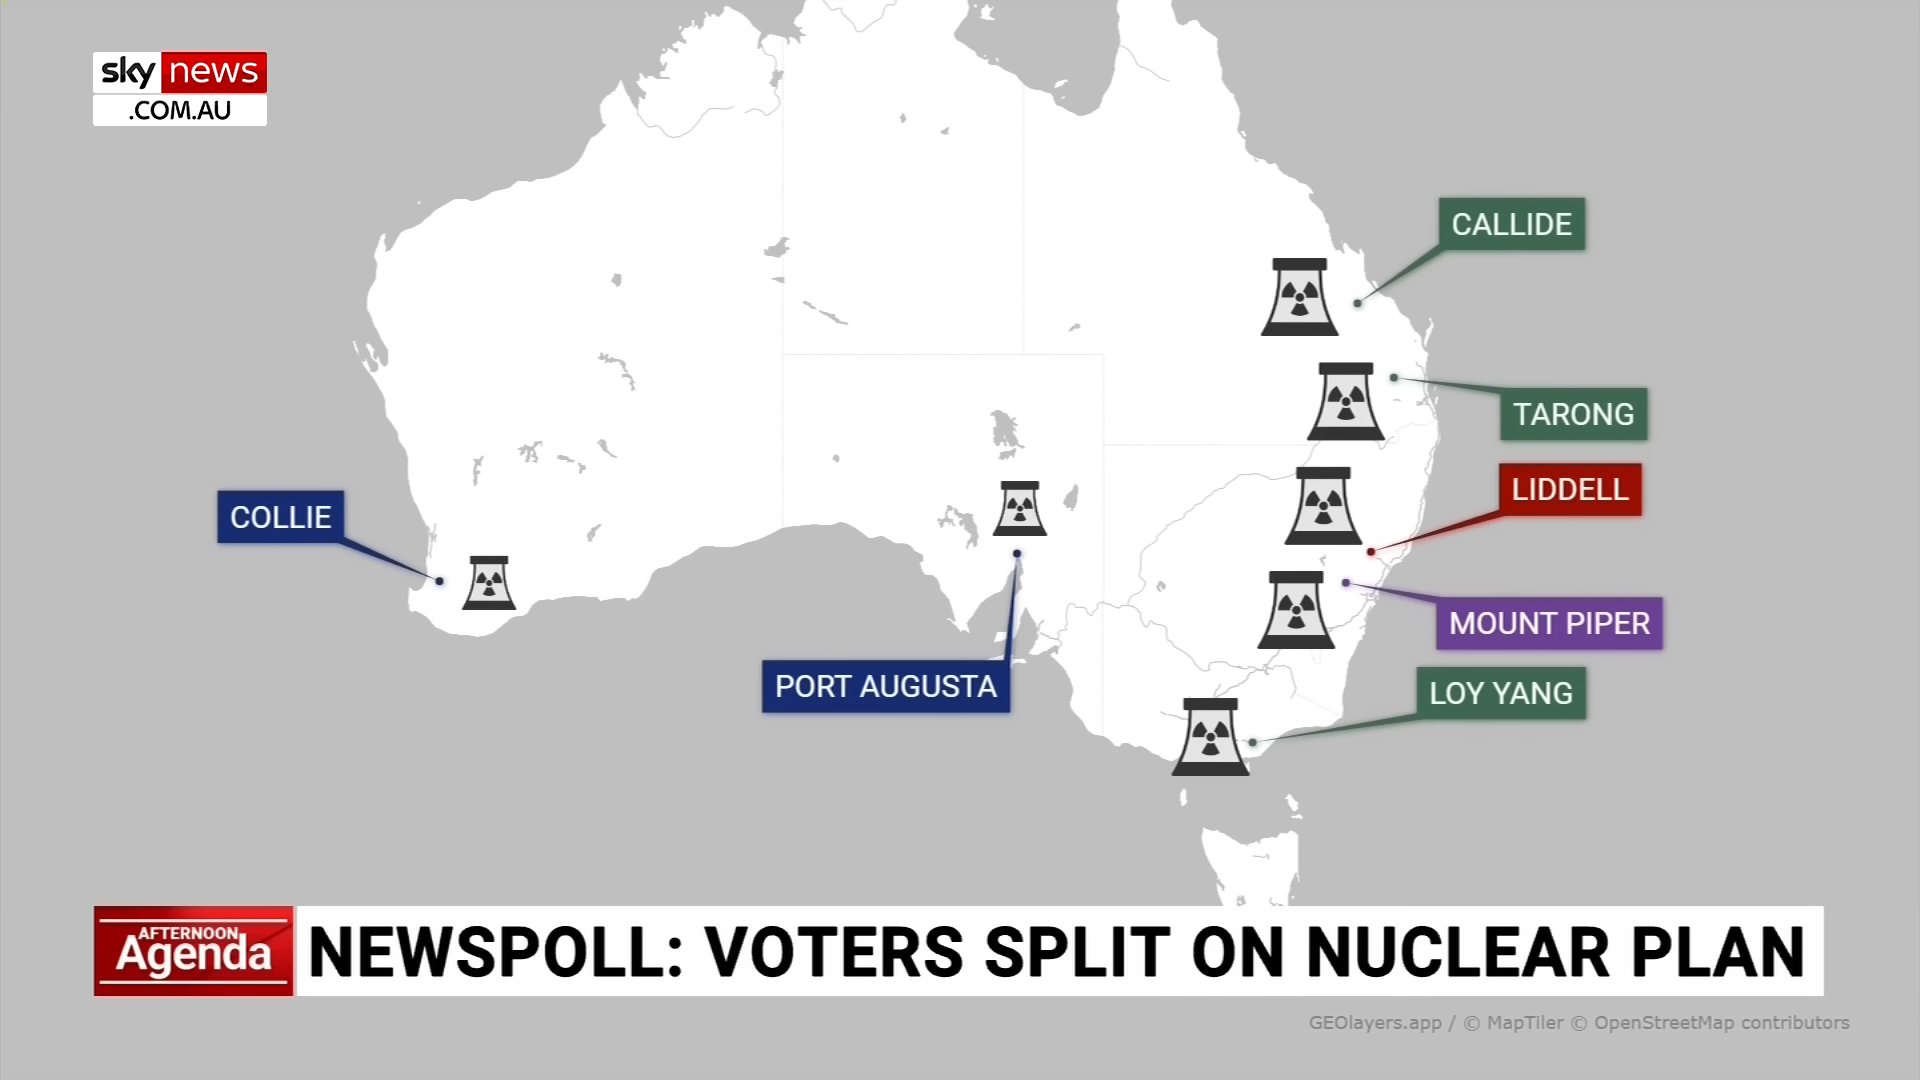 sky news
.COM.AU
CALLIDE
TARONG
LIDDELL
COLLIE
MOUNT PIPER
PORT AUGUSTA
LOY YANG
AFTERNOON
Agenda
NEWSPOLL: VOTERS SPLIT ON NUCLEAR PLAN
GEOlayers.app / © MapTiler © OpenStreetMap contributors